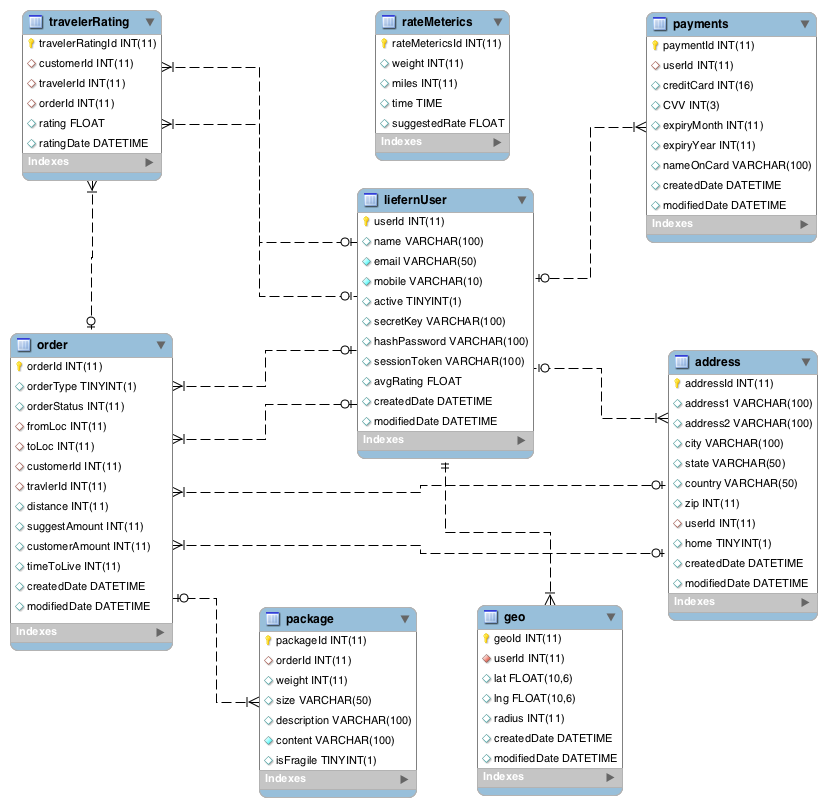 travelerRating
travelerRatingId INT(11)
customerId INT(11)
travelerId INT(11)
orderId INT(11)
rating FLOAT
ratingDate DATETIME
Indexes
rateMeterics
rateMetericsId INT(11)
weight INT(11)
miles INT(11)
time TIME
suggestedRate FLOAT
Indexes
payments
paymentId INT(11)
userId INT(11)
creditCard INT(16)
CVV INT(3)
expiryMonth INT(11)
expiryYear INT(11)
nameOnCard VARCHAR(100)
createdDate DATETIME
modifiedDate DATETIME
Indexes
liefernUser
userId INT(11)
name VARCHAR(100)
email VARCHAR(50)
mobile VARCHAR(10)
active TINYINT(1)
secretKey VARCHAR(100)
hashPassword VARCHAR(100)
sessionToken VARCHAR(100)
avgRating FLOAT
createdDate DATETIME
modifiedDate DATETIME
Indexes
order
orderId INT(11)
orderType TINYINT(1)
orderStatus INT(11)
fromLoc INT(11)
toLoc INT(11)
customerId INT(11)
travlerId INT(11)
distance INT(11)
suggestAmount INT(11)
customerAmount INT(11)
timeToLive INT(11)
createdDate DATETIME
modifiedDate DATETIME
Indexes
address
addressId INT(11)
address1 VARCHAR(100)
address2 VARCHAR(100)
city VARCHAR(100)
state VARCHAR(50)
country VARCHAR(50)
zip INT(11)
userId INT(11)
home TINYINT(1)
createdDate DATETIME
modifiedDate DATETIME
Indexes
package
packageId INT(11)
orderId INT(11)
weight INT(11)
size VARCHAR(50)
description VARCHAR(100)
content VARCHAR(100)
isFragile TINYINT(1)
Indexes
geo
geoId INT(11)
userId INT(11)
lat FLOAT(10,6)
lng FLOAT(10,6)
radius INT(11)
createdDate DATETIME
modifiedDate DATETIME
Indexes